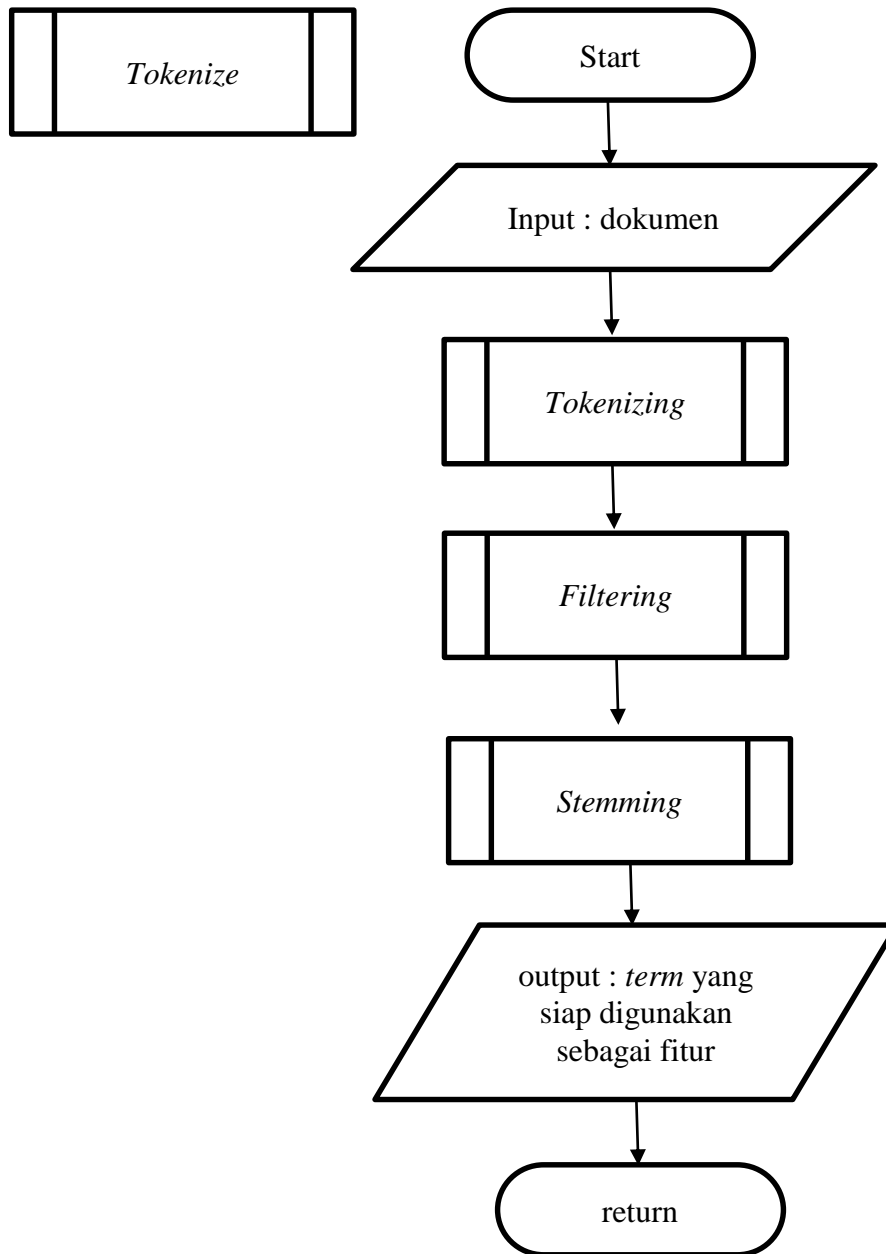 Tokenize
Start
Input : dokumen
Tokenizing
Filtering
Stemming
output : term yang
siap digunakan
sebagai fitur
return